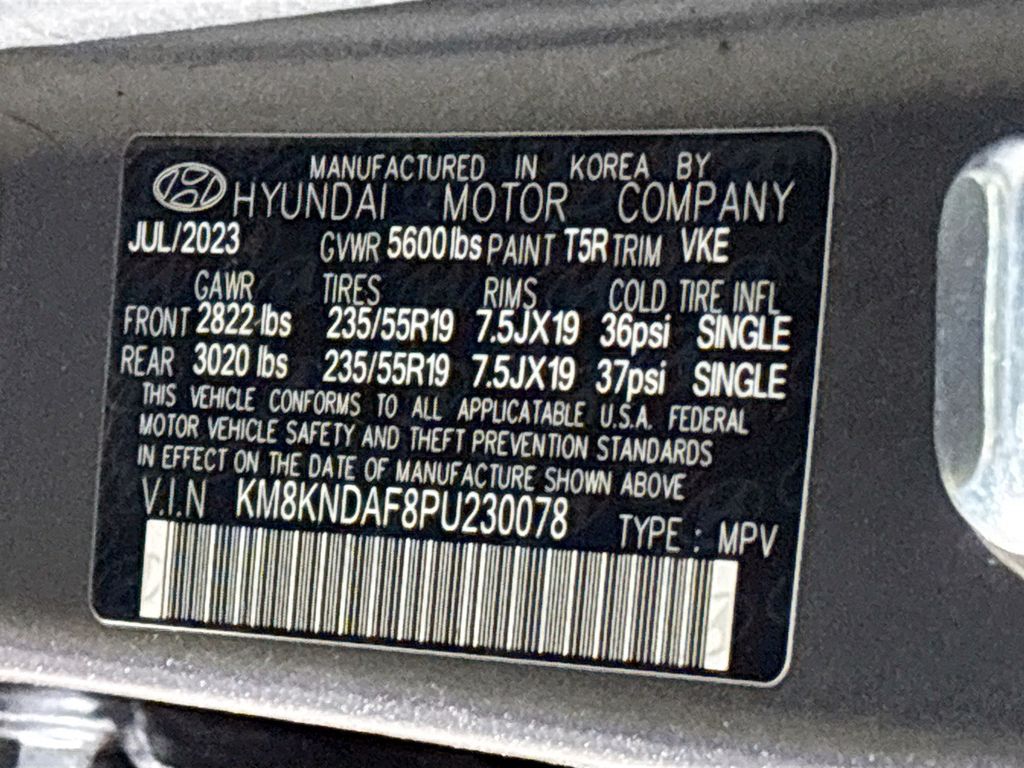 MANUFACTURED IN KOREA BY
HYUNDAI MOTOR COMPANY
JUL/2023 GVWR 5600 lbs PAINT T5R TRIM VKE
GAWR TIRES RIMS COLD TIRE INFL
FRONT 2822 lbs 235/55R19 7.5JX19 36psi SINGLE
REAR 3020 lbs 235/55R19 7.5JX19 37psi SINGLE
THIS VEHICLE CONFORMS TO ALL APPLICATABLE U.S.A. FEDERAL
MOTOR VEHICLE SAFETY AND THEFT PREVENTION STANDARDS
IN EFFECT ON THE DATE OF MANUFACTURE SHOWN ABOVE
V.I.N KM8KNDAF8PU230078 TYPE : MPV